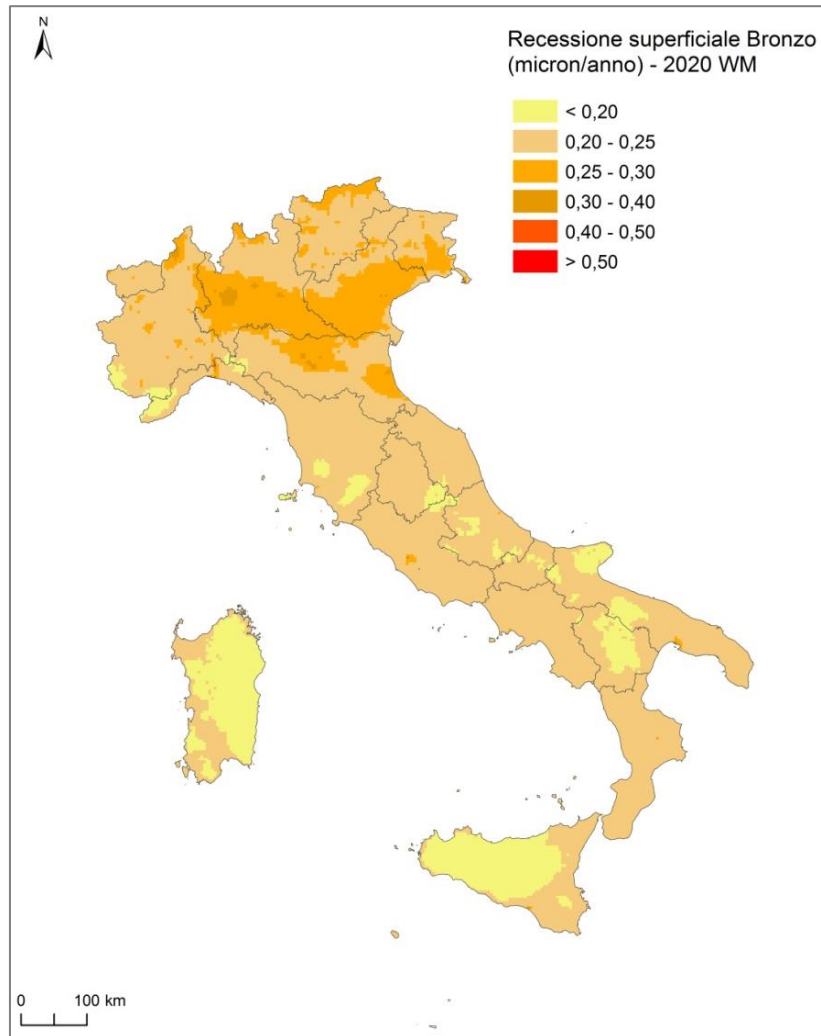 N
Recessione superficiale Bronzo
(micron/anno) - 2020 WM
< 0,20
0,20 - 0,25
0,25 - 0,30
0,30 - 0,40
0,40 - 0,50
> 0,50
0 100 km